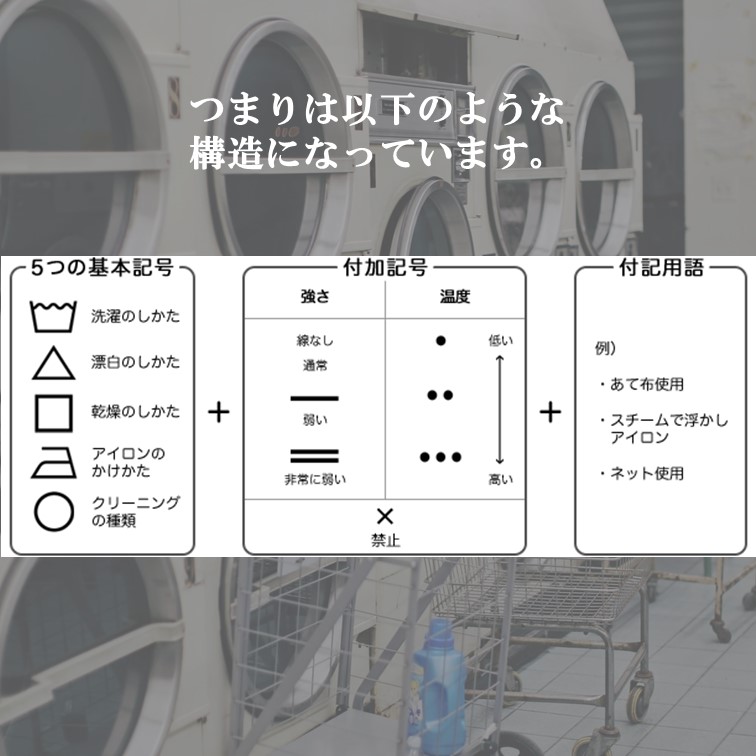 つまりは以下のような
構造になっています。
5つの基本記号
洗濯のしかた
漂白のしかた
乾燥のしかた
アイロンの
かけかた
クリーニング
の種類
+
付加記号
強さ
温度
線なし
通常
弱い
非常に弱い
低い
高い
×
禁止
+
付記用語
例）
・あて布使用
・スチームで浮かし
アイロン
・ネット使用